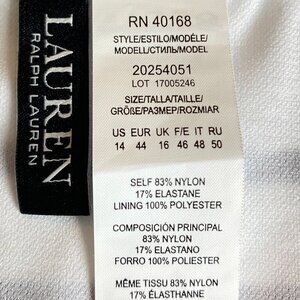 LAUREN
RALPH LAUREN
RN 40168
STYLE/ESTILO/MODÈLE/
MODELL/СТИЛЬ/MODEL
20254051
LOT 17005246
SIZE/TALLA/TAILLE/
GRÖßE/РАЗМЕР/ROZMIAR
US EUR UK F/E IT RU
14 44 16 46 48 50
SELF 83% NYLON
17% ELASTANE
LINING 100% POLYESTER
COMPOSICIÓN PRINCIPAL
83% NYLON
17% ELASTANO
FORRO 100% POLIESTER
MÊME TISSU 83% NYLON
17% ÉLASTHANNE